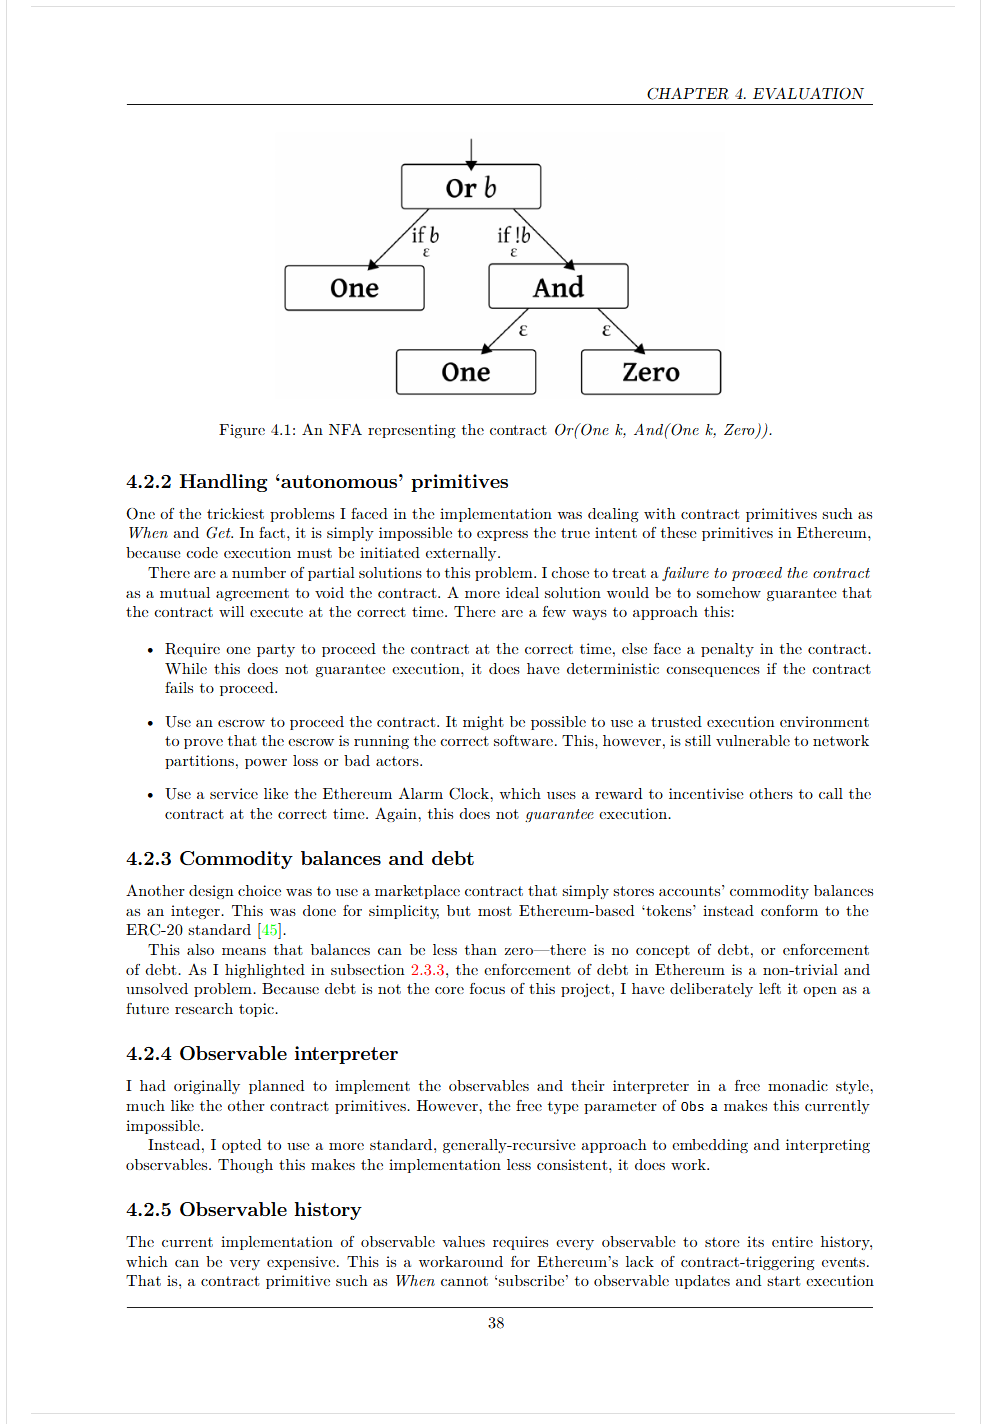 CHAPTER 4. EVALUATION
Or b
if b
if !b
ε
ε
One
And
ε
ε
One
Zero
Figure 4.1: An NFA representing the contract Or(One k, And(One k, Zero)).
4.2.2 Handling ‘autonomous’ primitives
One of the trickiest problems I faced in the implementation was dealing with contract primitives such as
When and Get. In fact, it is simply impossible to express the true intent of these primitives in Ethereum,
because code execution must be initiated externally.
There are a number of partial solutions to this problem. I chose to treat a failure to proceed the contract
as a mutual agreement to void the contract. A more ideal solution would be to somehow guarantee that
the contract will execute at the correct time. There are a few ways to approach this:
• Require one party to proceed the contract at the correct time, else face a penalty in the contract.
While this does not guarantee execution, it does have deterministic consequences if the contract
fails to proceed.
• Use an escrow to proceed the contract. It might be possible to use a trusted execution environment
to prove that the escrow is running the correct software. This, however, is still vulnerable to network
partitions, power loss or bad actors.
• Use a service like the Ethereum Alarm Clock, which uses a reward to incentivise others to call the
contract at the correct time. Again, this does not guarantee execution.
4.2.3 Commodity balances and debt
Another design choice was to use a marketplace contract that simply stores accounts’ commodity balances
as an integer. This was done for simplicity, but most Ethereum-based ‘tokens’ instead conform to the
ERC-20 standard [45].
This also means that balances can be less than zero—there is no concept of debt, or enforcement
of debt. As I highlighted in subsection 2.3.3, the enforcement of debt in Ethereum is a non-trivial and
unsolved problem. Because debt is not the core focus of this project, I have deliberately left it open as a
future research topic.
4.2.4 Observable interpreter
I had originally planned to implement the observables and their interpreter in a free monadic style,
much like the other contract primitives. However, the free type parameter of Obs a makes this currently
impossible.
Instead, I opted to use a more standard, generally-recursive approach to embedding and interpreting
observables. Though this makes the implementation less consistent, it does work.
4.2.5 Observable history
The current implementation of observable values requires every observable to store its entire history,
which can be very expensive. This is a workaround for Ethereum’s lack of contract-triggering events.
That is, a contract primitive such as When cannot ‘subscribe’ to observable updates and start execution
38